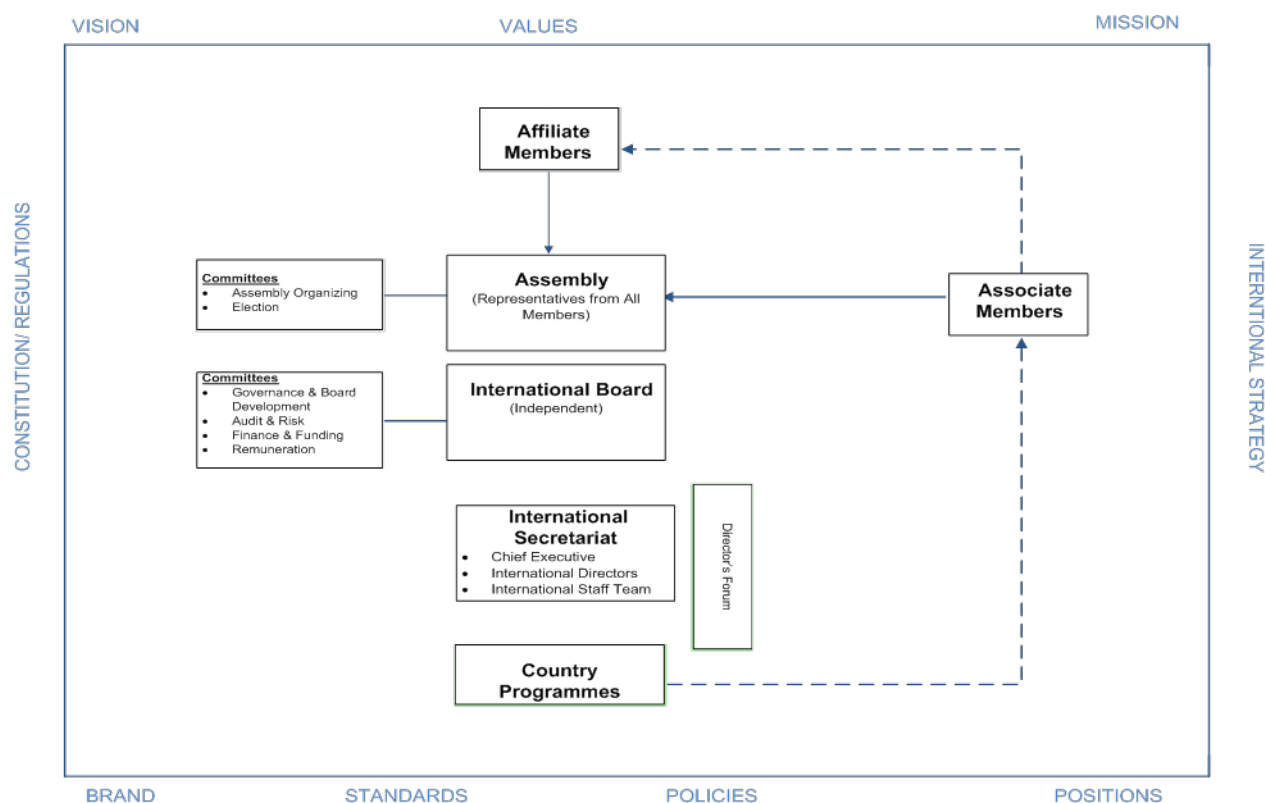 VISION
VALUES
MISSION
CONSTITUTION/ REGULATIONS
Affiliate
Members
Committees
• Assembly Organizing
• Election
Assembly
(Representatives from All
Members)
Associate
Members
Committees
• Governance & Board
Development
• Audit & Risk
• Finance & Funding
• Remuneration
International Board
(Independent)
International
Secretariat
• Chief Executive
• International Directors
• International Staff Team
Director's Forum
Country
Programmes
INTERNTIONAL STRATEGY
BRAND
STANDARDS
POLICIES
POSITIONS